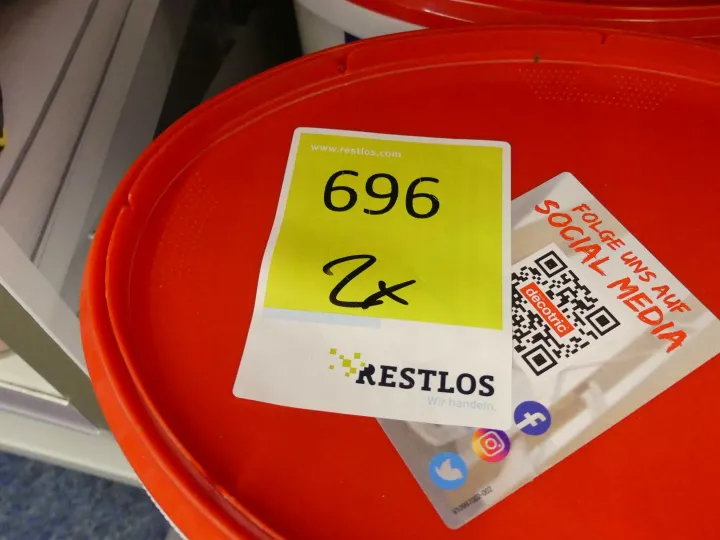 www.restlos.com
696
2x
RESTLOS
Wir handeln.
FOLGE UNS AUF
SOCIAL MEDIA
decotric